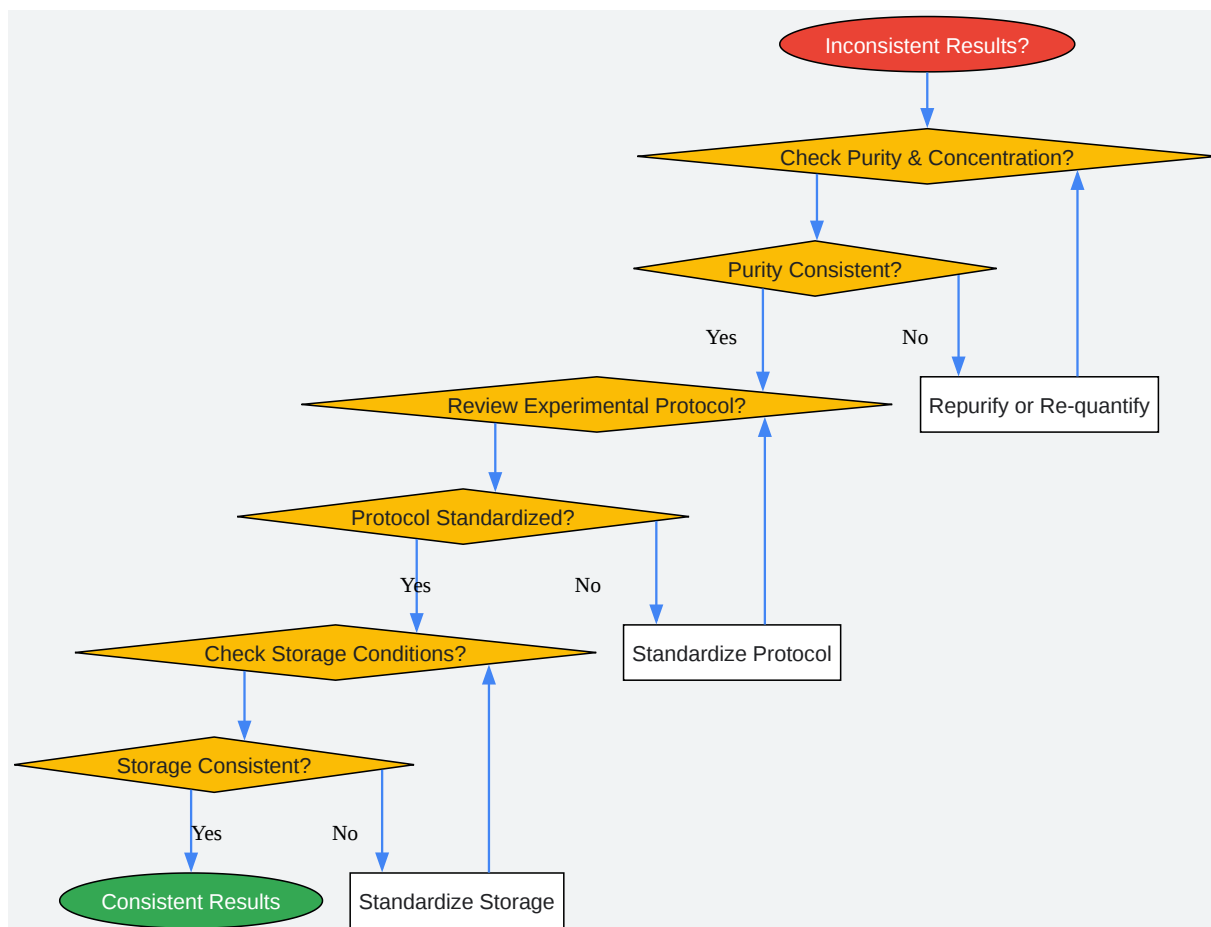 Inconsistent Results?
Check Purity & Concentration?
Purity Consistent?
Yes
No
Review Experimental Protocol?
Repurify or Re-quantify
Protocol Standardized?
Yes
No
Check Storage Conditions?
Standardize Protocol
Storage Consistent?
Yes
No
Consistent Results
Standardize Storage